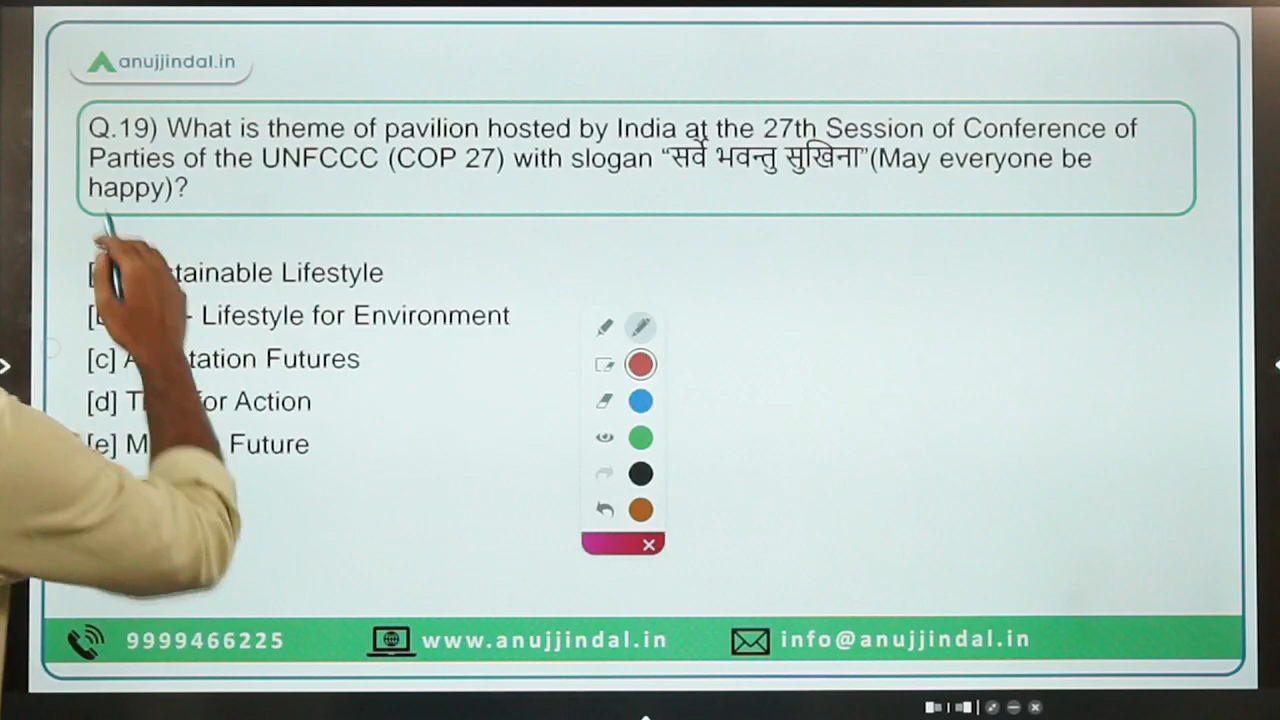 anujjindal.in
Q.19) What is theme of pavilion hosted by India at the 27th Session of Conference of
Parties of the UNFCCC (COP 27) with slogan “सर्वे भवन्तु सुखिना”(May everyone be
happy)?
Lifestyle
- Lifestyle for Environment
[c] Futures
[d] for Action
[e] Future
9999466225
www.anujjindal.in
info@anujjindal.in